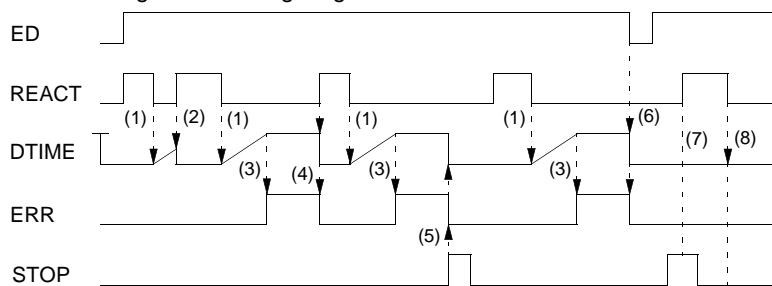 ED
REACT
(1) (2) (1) (1) (1) (6) (7) (8)
DTIME
(3) (4) (3) (3)
ERR
(5)
STOP